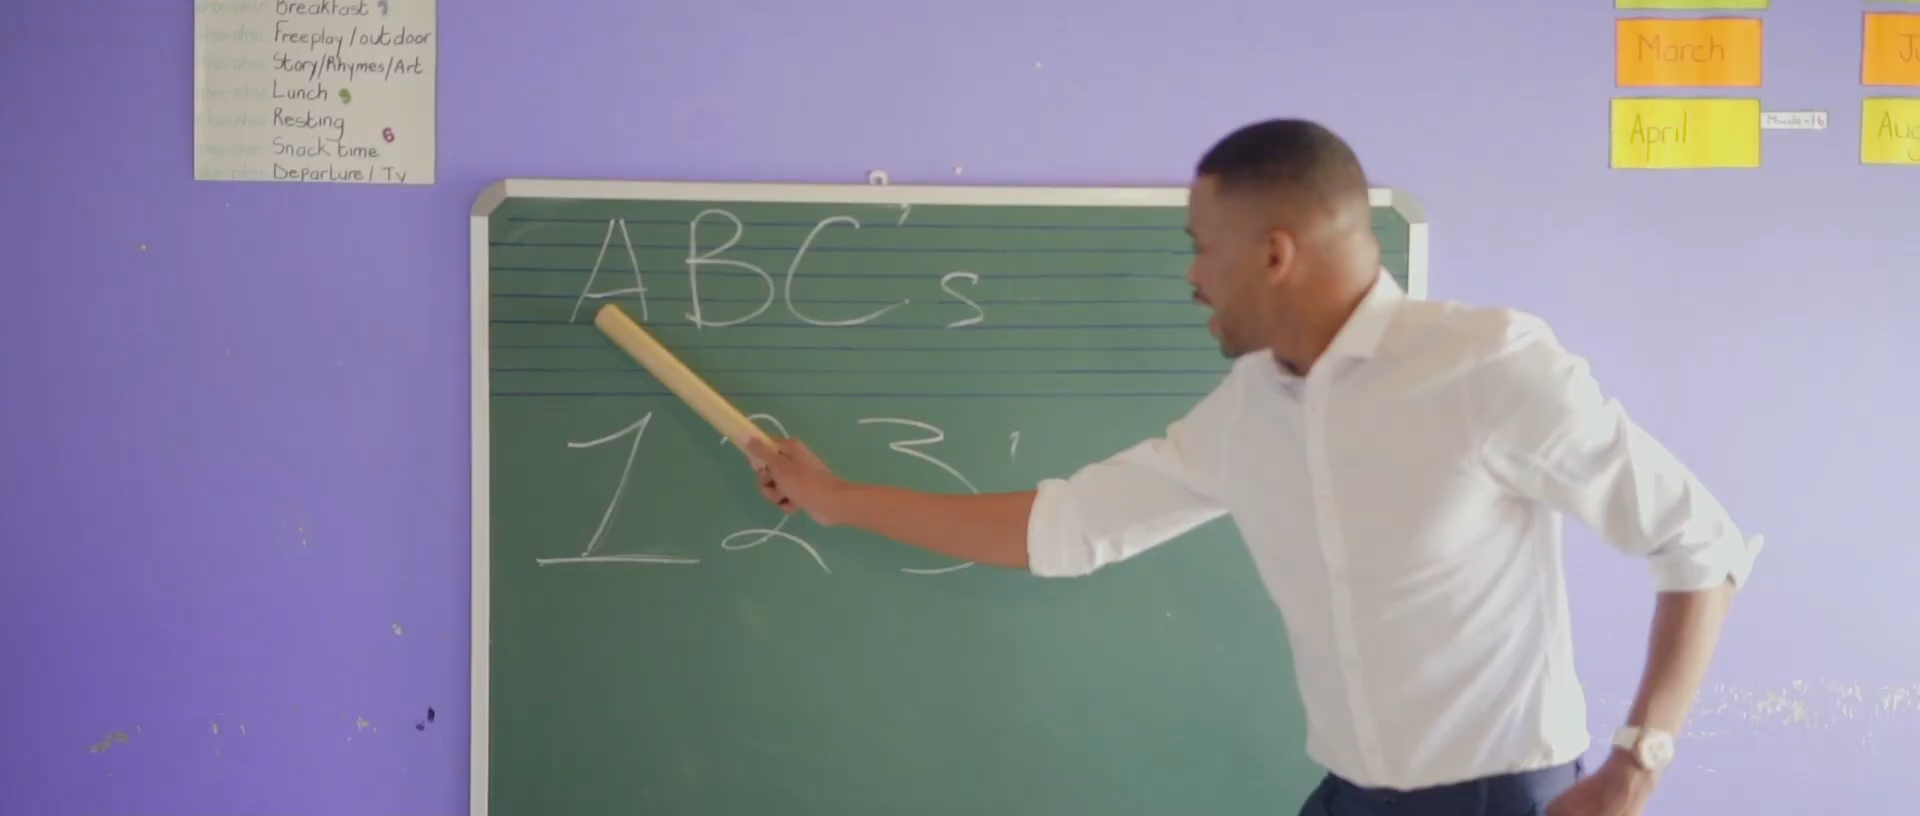 Breakfast
Freeplay/outdoor
Story/Rhymes/Art
Lunch
Resting
Snack time
Departure/ Tv
March
April
ABC's
123